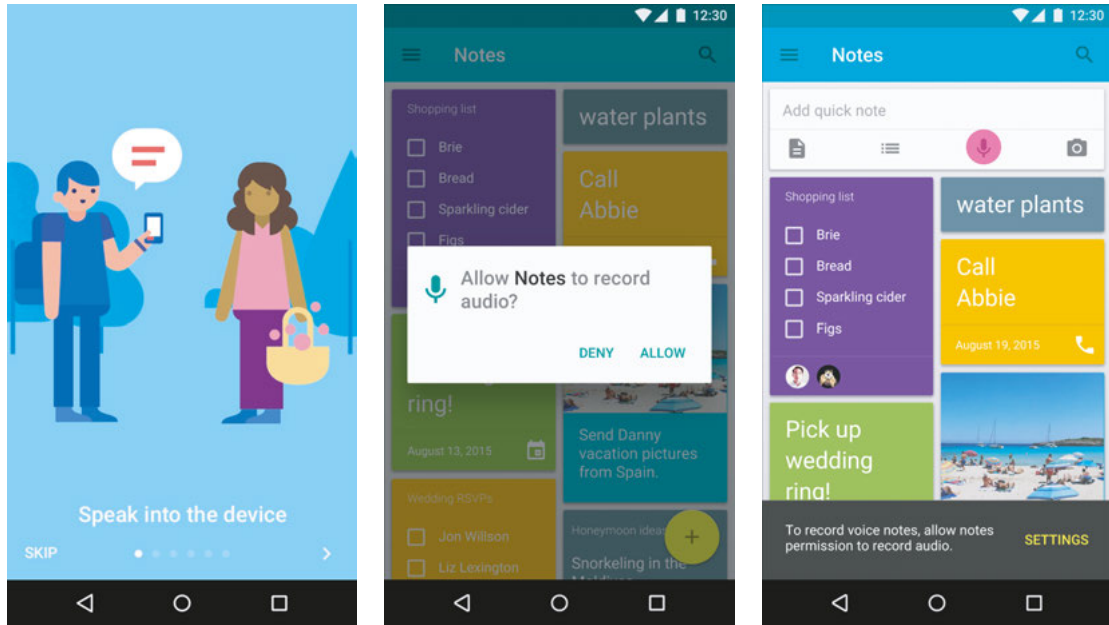 Speak into the device
SKIP
12:30
Notes
Shopping list
Brie
Bread
Sparkling cider
Figs
water plants
Call
Abbie
Allow Notes to record
audio?
DENY
ALLOW
ring!
August 13, 2015
Send Danny
vacation pictures
from Spain.
Wedding RSVPs
Jon Willson
Liz Lexington
Honeymoon ideas
Snorkeling in the
12:30
Notes
Add quick note
Shopping list
Brie
Bread
Sparkling cider
Figs
water plants
Call
Abbie
August 19, 2015
Pick up
wedding
ring!
To record voice notes, allow notes
permission to record audio.
SETTINGS